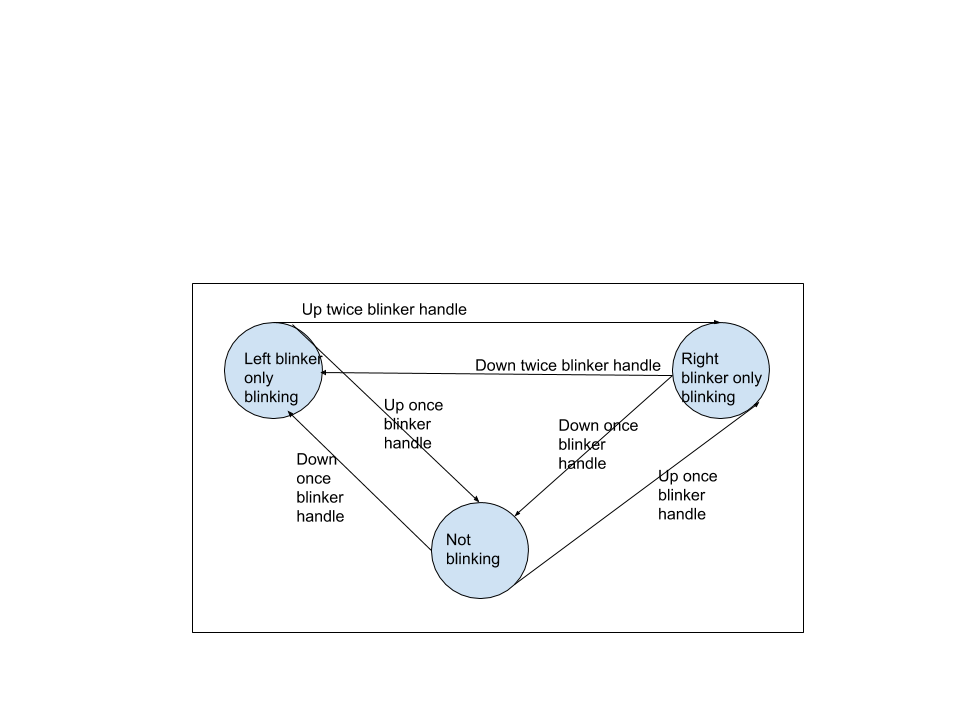 Up twice blinker handle
Left blinker
only
blinking
Down twice blinker handle
Right
blinker only
blinking
Up once
blinker
handle
Down once
blinker
handle
Down
once
blinker
handle
Up once
blinker
handle
Not
blinking